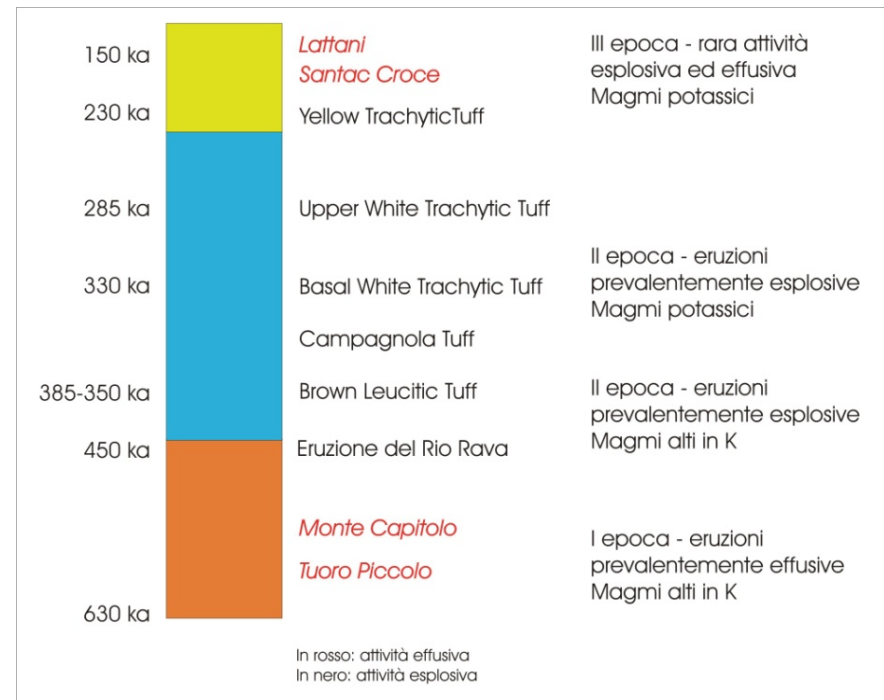 150 ka
230 ka
285 ka
330 ka
385-350 ka
450 ka
630 ka
Lattani
Santac Croce
Yellow TrachyticTuff
Upper White Trachytic Tuff
Basal White Trachytic Tuff
Campagnola Tuff
Brown Leucitic Tuff
Eruzione del Rio Rava
Monte Capitolo
Tuoro Piccolo
III epoca - rara attività
esplosiva ed effusiva
Magmi potassici
II epoca - eruzioni
prevalentemente esplosive
Magmi potassici
II epoca - eruzioni
prevalentemente esplosive
Magmi alti in K
I epoca - eruzioni
prevalentemente effusive
Magmi alti in K
In rosso: attività effusiva
In nero: attività esplosiva